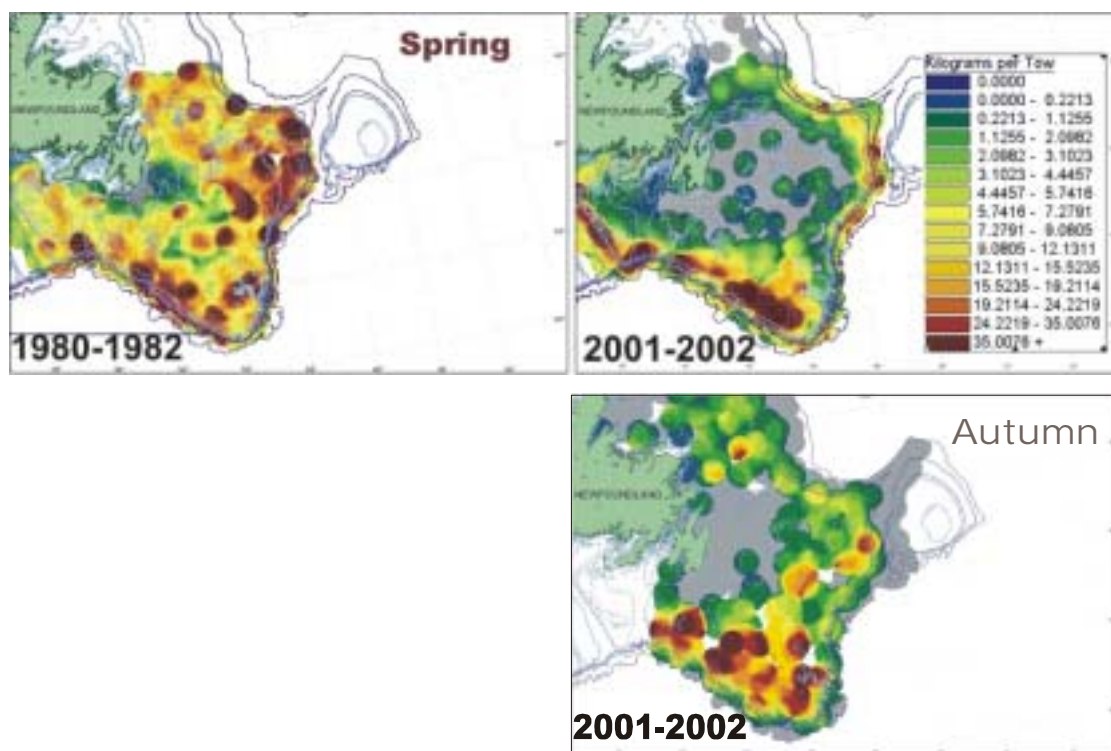 Spring
NEWFOUNDLAND
1980-1982
Kilograms per Tow
0.0000
0.0000 - 0.2213
0.2213 - 1.1255
1.1255 - 2.0982
2.0982 - 3.1023
3.1023 - 4.4457
4.4457 - 5.7416
5.7416 - 7.2791
7.2791 - 9.0805
9.0805 - 12.1311
12.1311 - 15.5235
15.5235 - 19.2114
19.2114 - 24.2219
24.2219 - 35.0076
35.0076 +
NEWFOUNDLAND
2001-2002
Autumn
NEWFOUNDLAND
2001-2002